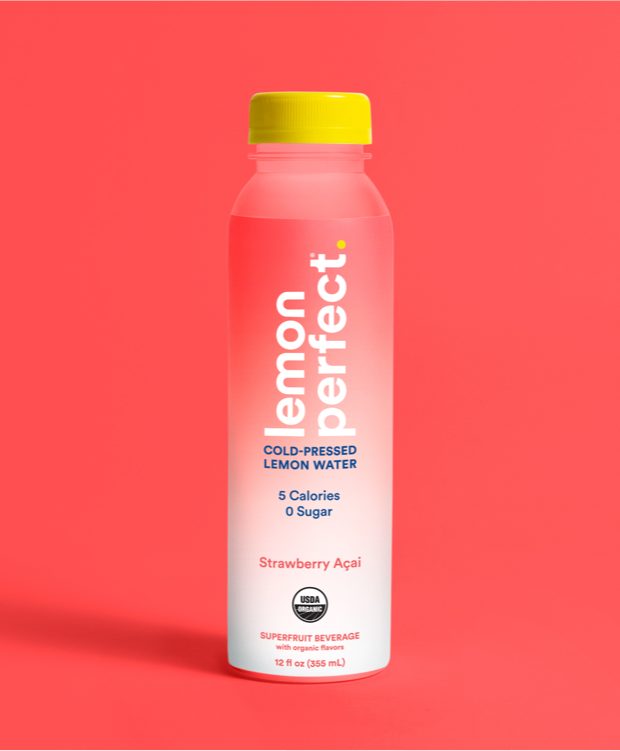 lemon
perfect.
COLD-PRESSED
LEMON WATER
5 Calories
0 Sugar
Strawberry Açai
USDA
ORGANIC
SUPERFRUIT BEVERAGE
with organic flavors
12 fl oz (355 mL)